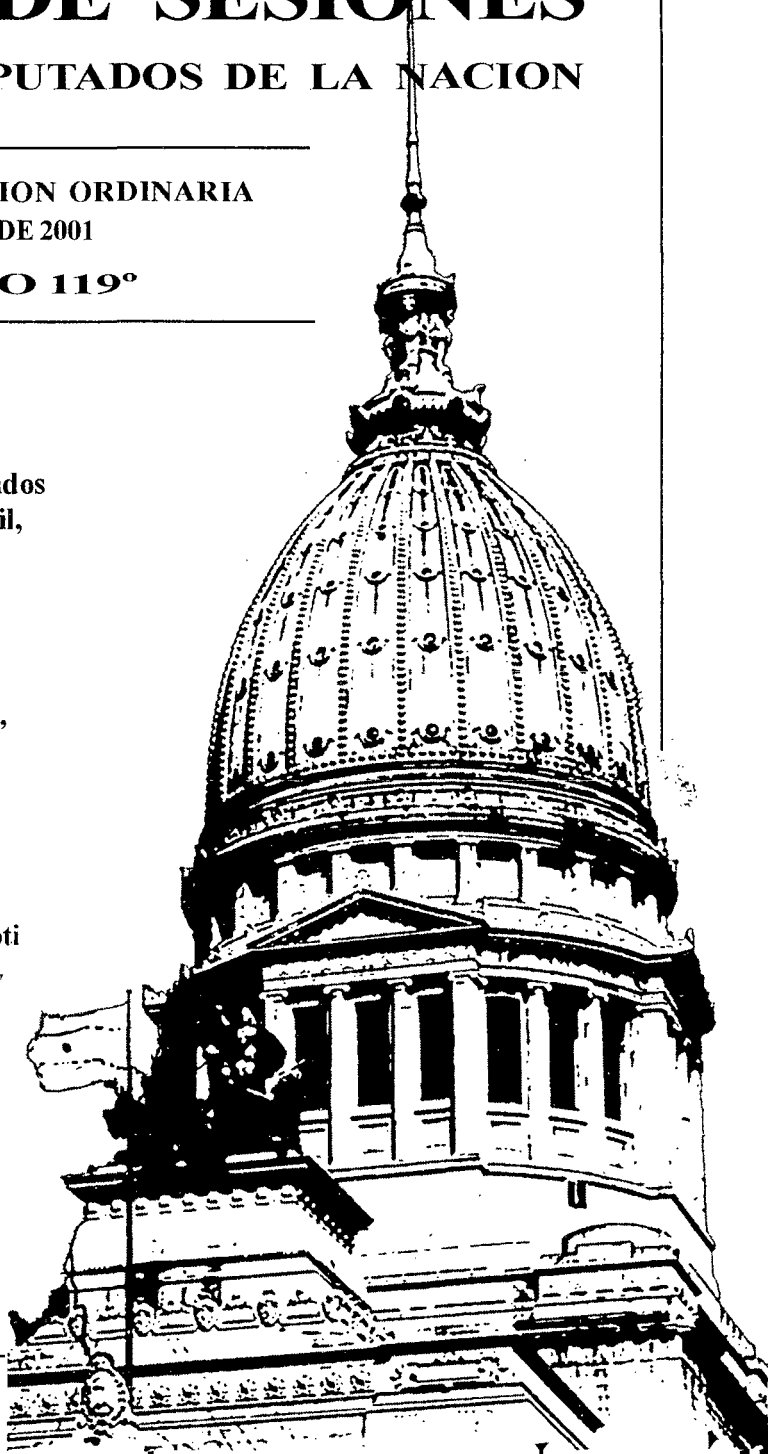 DE SESIONES
PUTADOS DE LA NACION
ION ORDINARIA
DE 2001
O 119º
ados
il,
,
oti